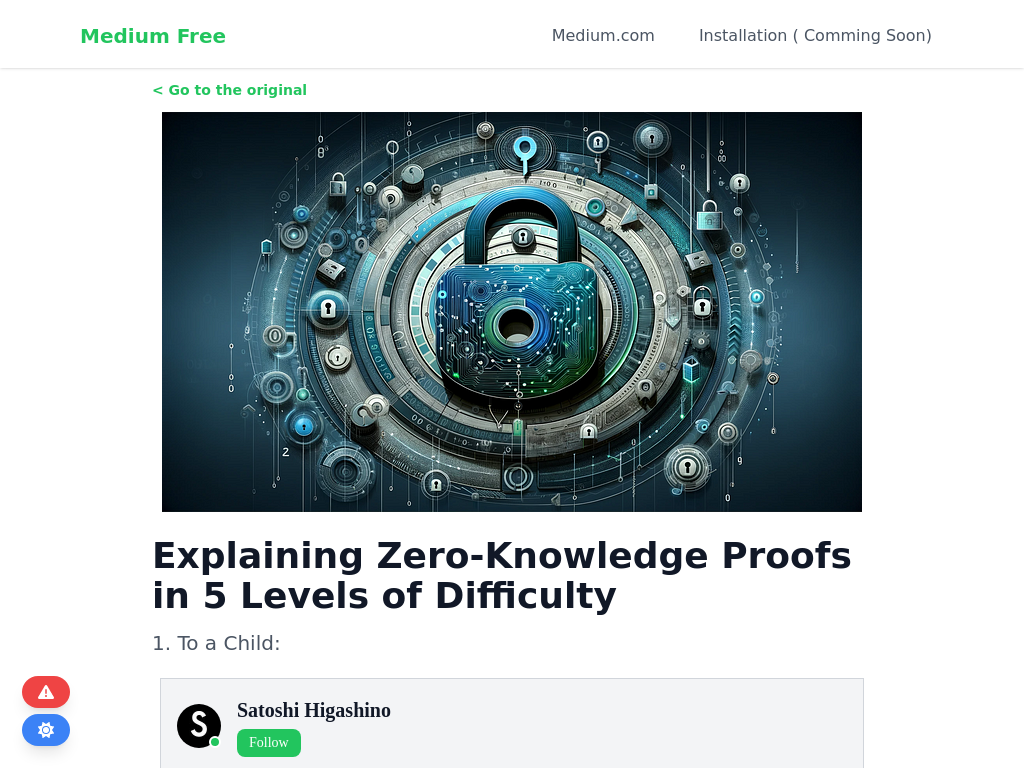 Medium Free
Medium.com
Installation ( Comming Soon)
< Go to the original
Explaining Zero-Knowledge Proofs
in 5 Levels of Difficulty
1. To a Child:
Satoshi Higashino
Follow